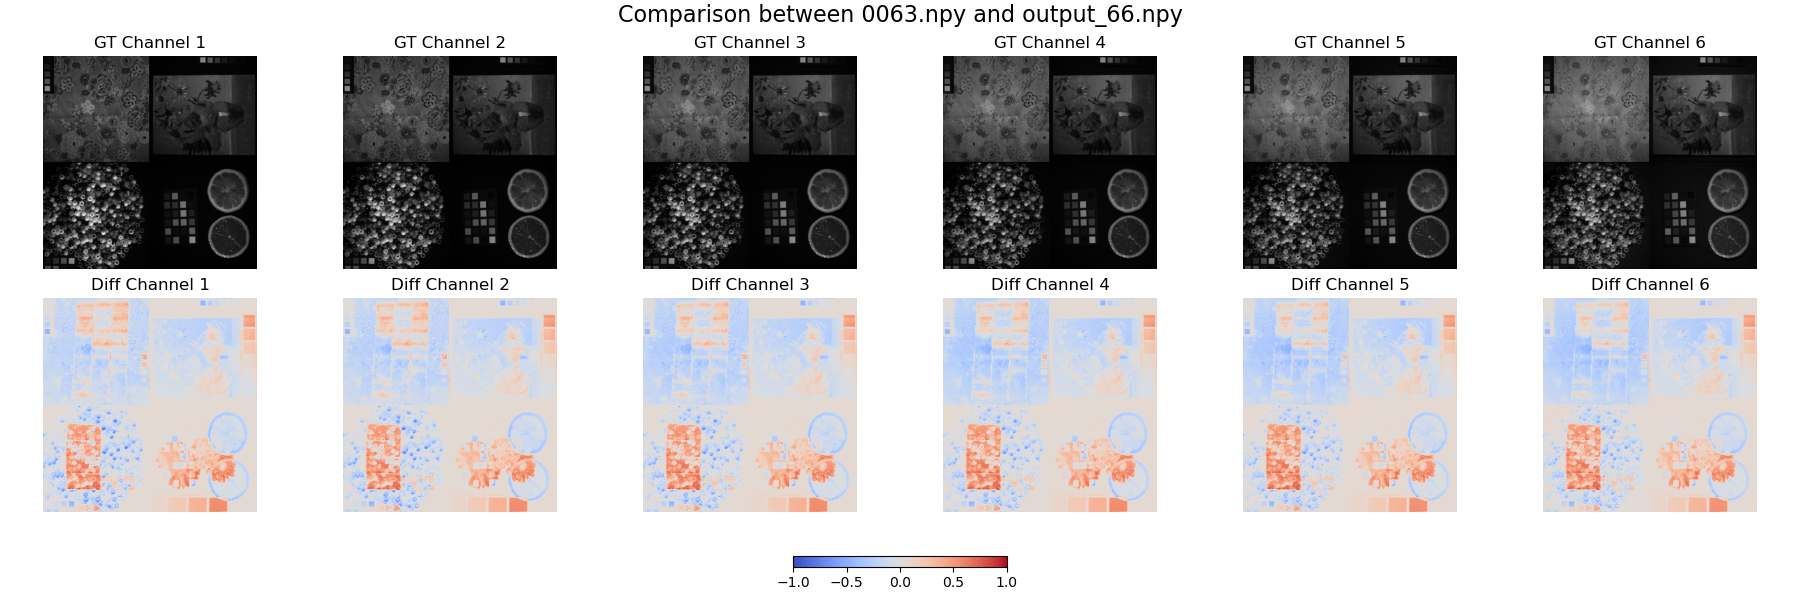 Comparison between 0063.npy and output_66.npy
GT Channel 1
GT Channel 2
GT Channel 3
GT Channel 4
GT Channel 5
GT Channel 6
Diff Channel 1
Diff Channel 2
Diff Channel 3
Diff Channel 4
Diff Channel 5
Diff Channel 6
−1.0 −0.5 0.0 0.5 1.0